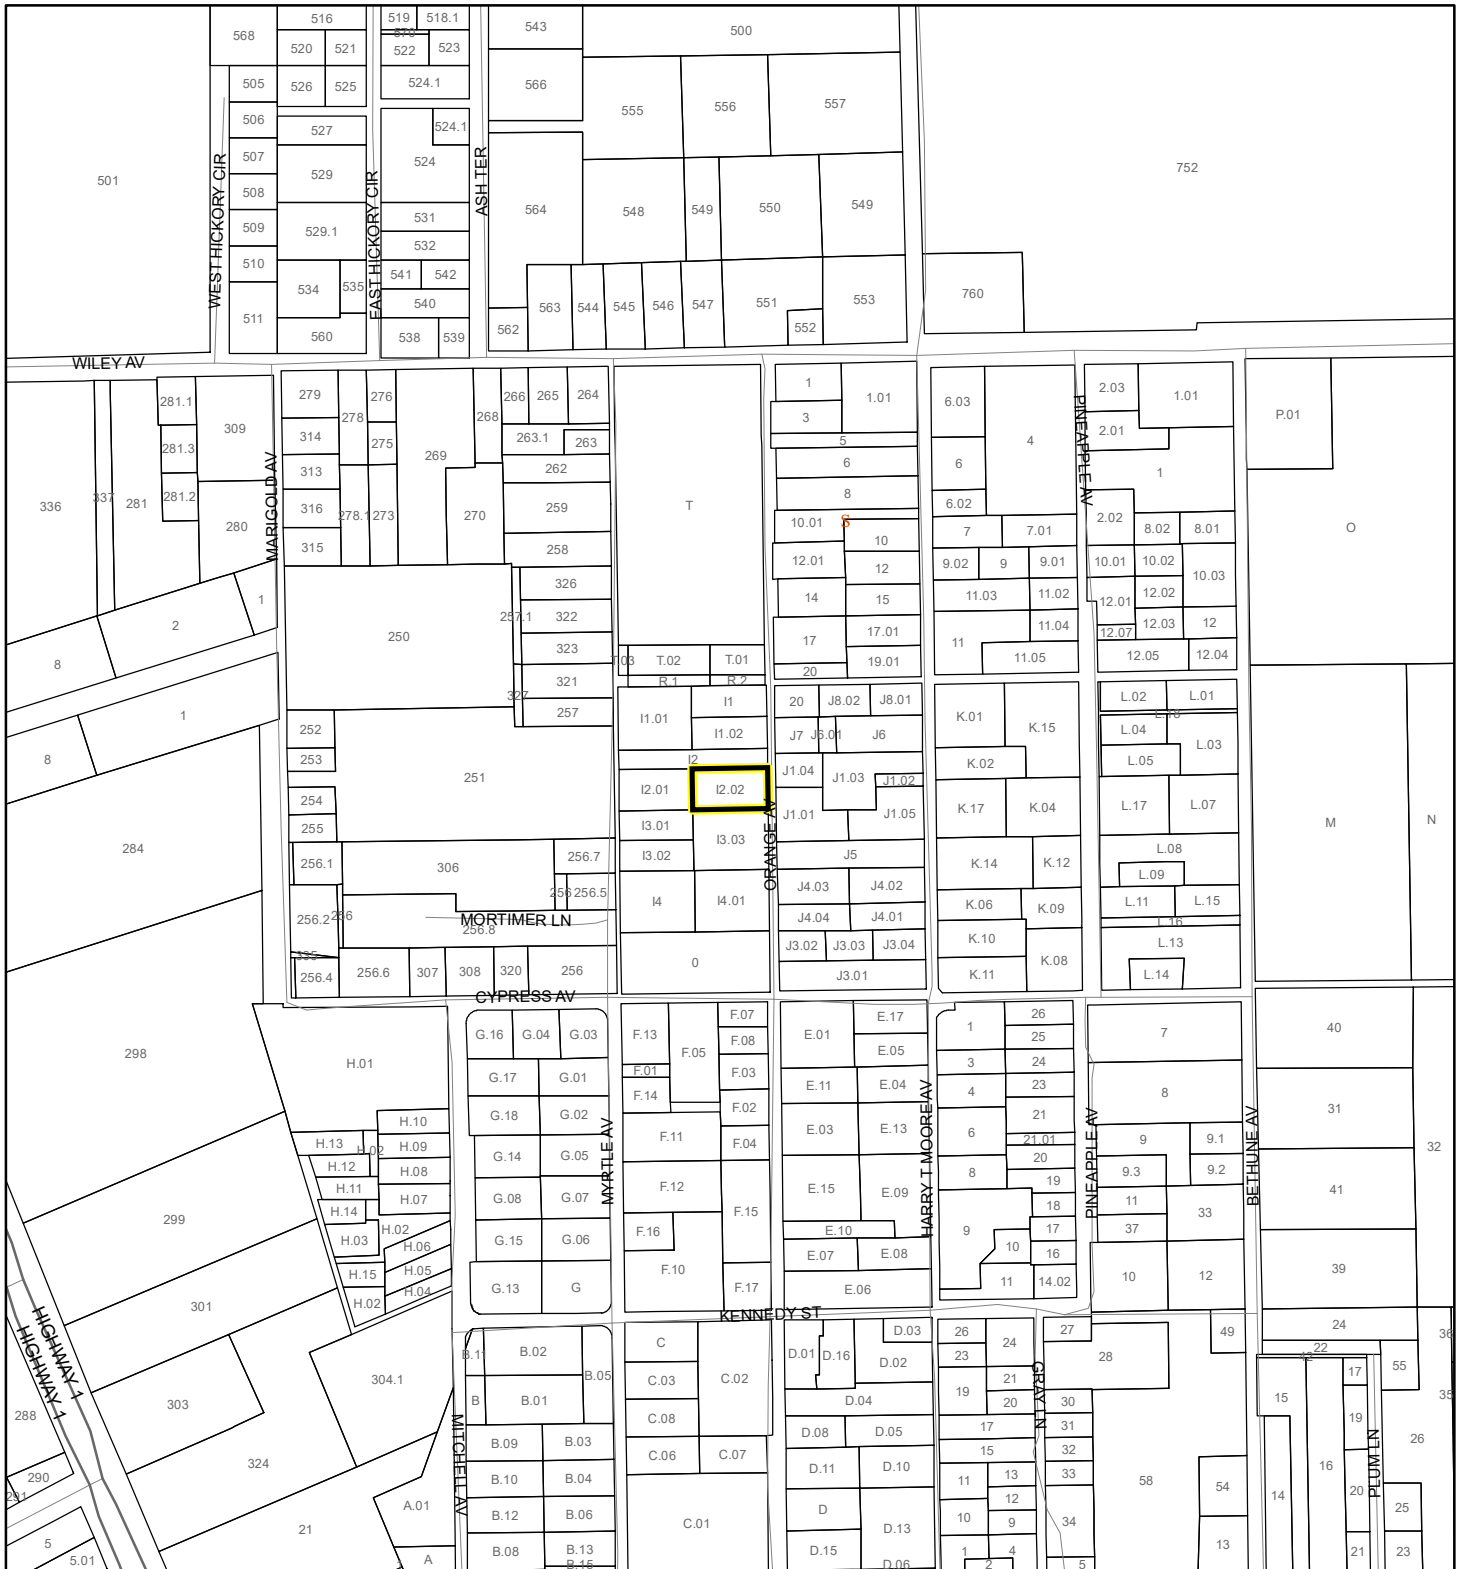 516
519
518.1
543
500
568
520
521
570
522
523
505
526
525
524.1
566
555
556
557
506
527
524.1
507
529
524
501
508
752
WEST HICKORY CIR
EAST HICKORY CIR
ASH TER
564
548
549
550
549
509
529.1
531
510
532
534
535
541
542
511
540
563
544
545
546
547
551
553
760
560
538
539
562
552
WILEY AV
281.1
309
279
278
276
269
268
266
265
264
1
1.01
6.03
4
PINEAPPLE AV
2.03
1.01
P.01
281.3
314
275
263.1
263
3
5
2.01
336
337
281
281.2
280
MARIGOLD AV
313
262
6
6
1
316
278.1
273
270
259
T
8
6.02
2.02
O
315
258
10.01
S
10
7
7.01
8.02
8.01
12.01
12
9.02
9
9.01
10.01
10.02
10.03
1
2
8
250
257.1
326
322
323
14
15
11.03
11.02
12.01
12.02
17
17.01
11
11.04
12.07
12.03
12
T.03
T.02
T.01
19.01
11.05
12.05
12.04
327
321
R.1
R.2
20
257
I1.01
I1
20
J8.02
J8.01
K.01
K.15
L.02
L.01
1
8
252
I1.02
J7
J6.01
J6
L.18
L.04
L.03
253
251
I2
K.02
L.05
254
I2.01
I2.02
J1.04
J1.03
J1.02
K.17
K.04
L.17
L.07
255
I3.01
I3.03
ORANGE AV
J1.01
J1.05
M
N
284
256.1
306
256.7
I3.02
J5
K.14
K.12
L.08
L.09
256.2
256
256
256.5
I4
I4.01
J4.03
J4.02
K.06
K.09
L.11
L.15
MORTIMER LN
256.8
J4.04
J4.01
L.16
335
256.4
256.6
307
308
320
256
0
J3.02
J3.03
J3.04
K.10
K.08
L.13
J3.01
K.11
L.14
CYPRESS AV
298
H.01
G.16
G.04
G.03
F.13
F.05
F.07
E.01
E.17
1
26
7
40
25
F.08
E.05
3
24
G.17
G.01
F.01
F.03
E.11
E.04
4
23
8
31
F.14
H.10
G.18
G.02
F.02
E.03
E.13
21
H.13
H.02
H.09
F.11
F.04
6
21.01
9
9.1
32
H.12
H.08
G.14
G.05
20
H.11
H.07
F.12
8
19
9.3
9.2
299
H.14
G.08
G.07
MYRTLE AV
F.15
E.15
E.09
HARRY T MOORE AV
18
PINEAPPLE AV
11
33
BETHUNE AV
41
H.03
H.02
F.16
E.10
9
17
37
H.06
G.15
G.06
E.07
E.08
10
16
H.15
H.05
F.10
10
12
39
301
H.02
H.04
G.13
G
F.17
E.06
11
14.02
KENNEDY ST
HIGHWAY 1
HIGHWAY 1
B.02
B.05
C
C.02
D.01
D.16
D.03
26
24
27
28
49
24
36
304.1
23
22
42
B
B.01
C.03
D.02
GRAY LN
19
21
17
55
303
C.08
D.04
20
30
15
35
288
MITCHELL AV
B.09
B.03
D.08
D.05
17
31
19
26
C.06
C.07
15
32
16
PLUM LN
324
290
291
B.10
B.04
D.11
D.10
11
13
33
58
54
14
20
A.01
B.12
B.06
C.01
D
12
25
10
9
34
5
21
D.13
5.01
A
B.08
B.13
D.15
1
4
13
21
23
B.15
D.06
2
5